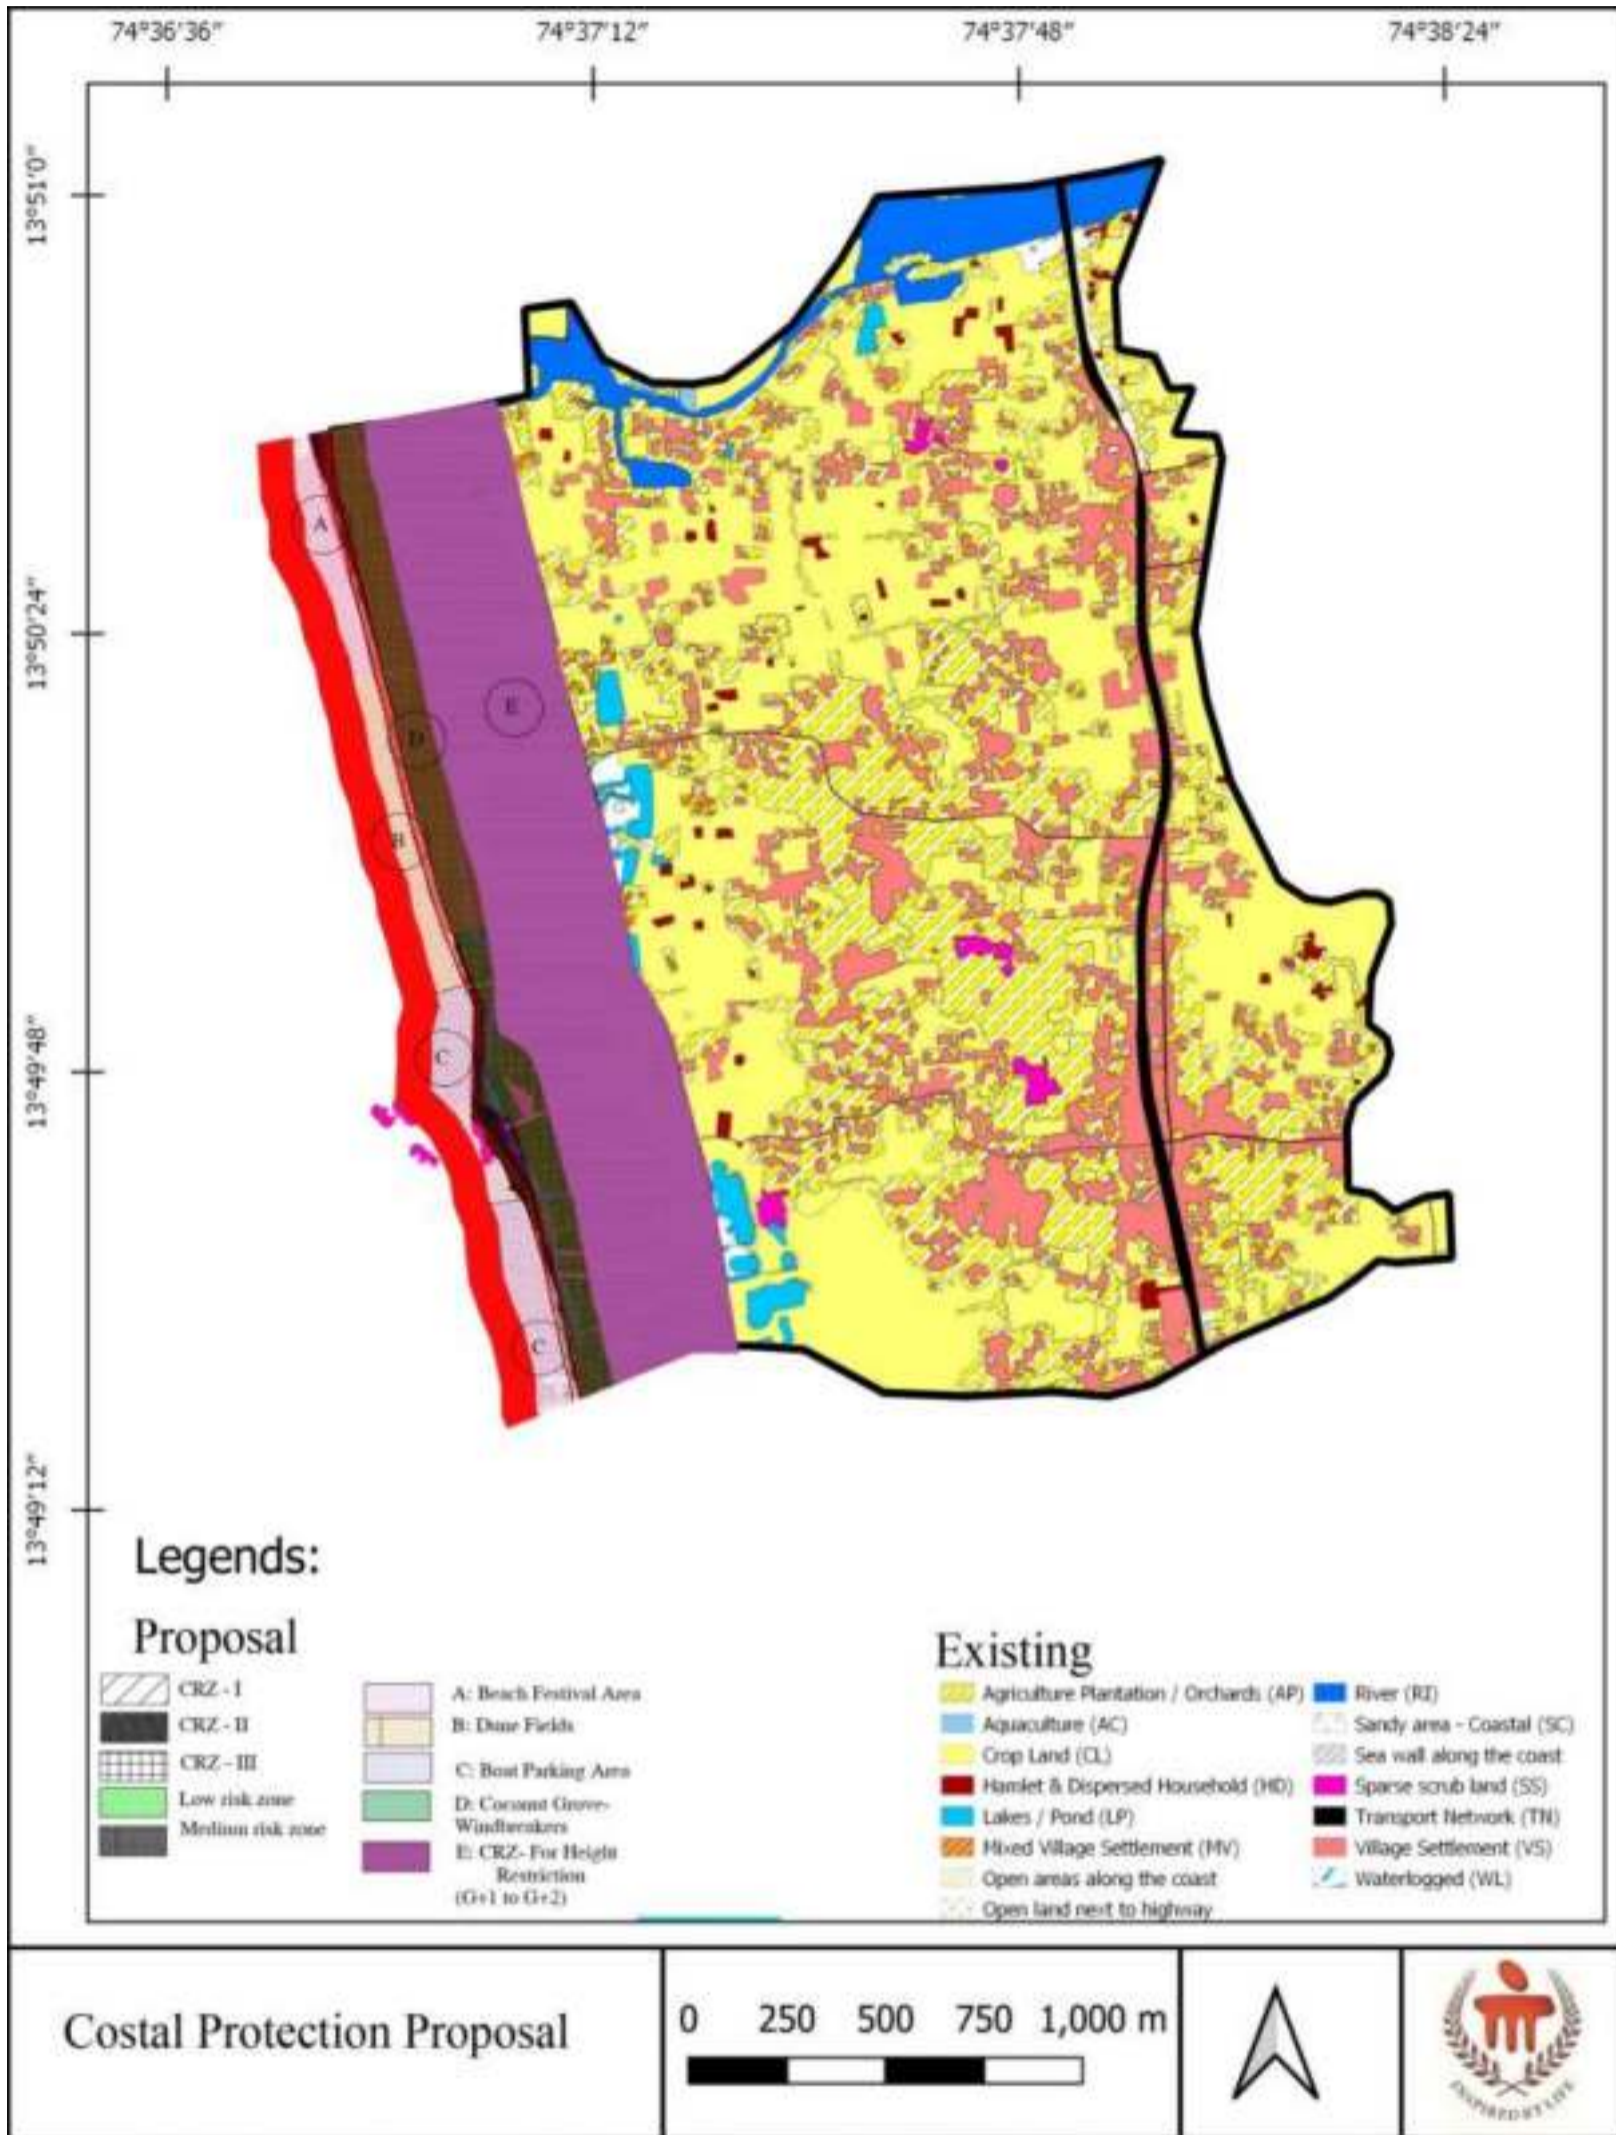 74°36'36" 74°37'12" 74°37'48" 74°38'24"
13°51'0"
13°50'24"
13°49'48"
13°49'12"
A
E
D
B
C
C
Legends:
Proposal
CRZ - I
CRZ - II
CRZ - III
Low risk zone
Medium risk zone
A: Beach Festival Area
B: Dune Fields
C: Boat Parking Area
D: Coconut Grove-
Windbreakers
E: CRZ- For Height
Restriction
(G+1 to G+2)
Existing
Agriculture Plantation / Orchards (AP)
Aquaculture (AC)
Crop Land (CL)
Hamlet & Dispersed Household (HD)
Lakes / Pond (LP)
Mixed Village Settlement (MV)
Open areas along the coast
Open land next to highway
River (RI)
Sandy area - Coastal (SC)
Sea wall along the coast
Sparse scrub land (SS)
Transport Network (TN)
Village Settlement (VS)
Waterlogged (WL)
Costal Protection Proposal
0 250 500 750 1,000 m
INSPIRED BY LIFE